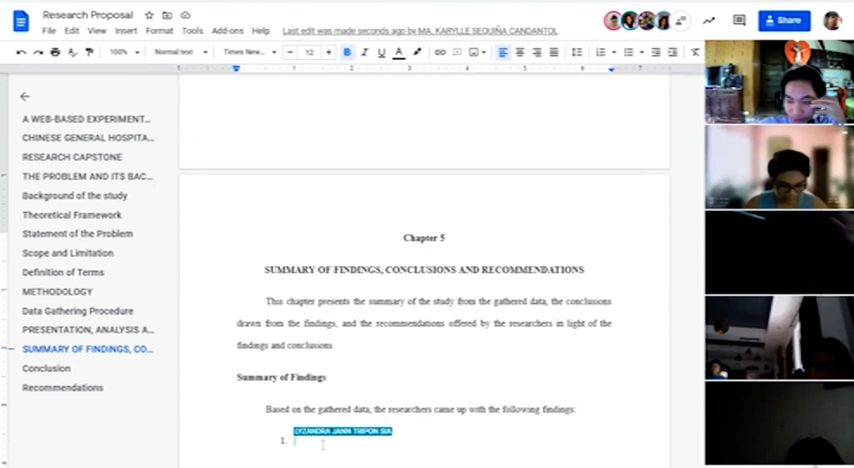 Research Proposal
File Edit View Insert Format Tools Add-ons Help Last edit was made seconds ago by MA. KARYLLE SEQUIÑA CANDANTOL
Share
100% Normal text Times New... 12 B I U A
A WEB-BASED EXPERIMENT...
CHINESE GENERAL HOSPITA...
RESEARCH CAPSTONE
THE PROBLEM AND ITS BAC...
Background of the study
Theoretical Framework
Statement of the Problem
Scope and Limitation
Definition of Terms
METHODOLOGY
Data Gathering Procedure
PRESENTATION, ANALYSIS A...
SUMMARY OF FINDINGS, CO...
Conclusion
Recommendations
Chapter 5
SUMMARY OF FINDINGS, CONCLUSIONS AND RECOMMENDATIONS
This chapter presents the summary of the study from the gathered data, the conclusions
drawn from the findings, and the recommendations offered by the researchers in light of the
findings and conclusions
Summary of Findings
Based on the gathered data, the researchers came up with the following findings:
LYZANDRA JANN TRIPON SIA
1.